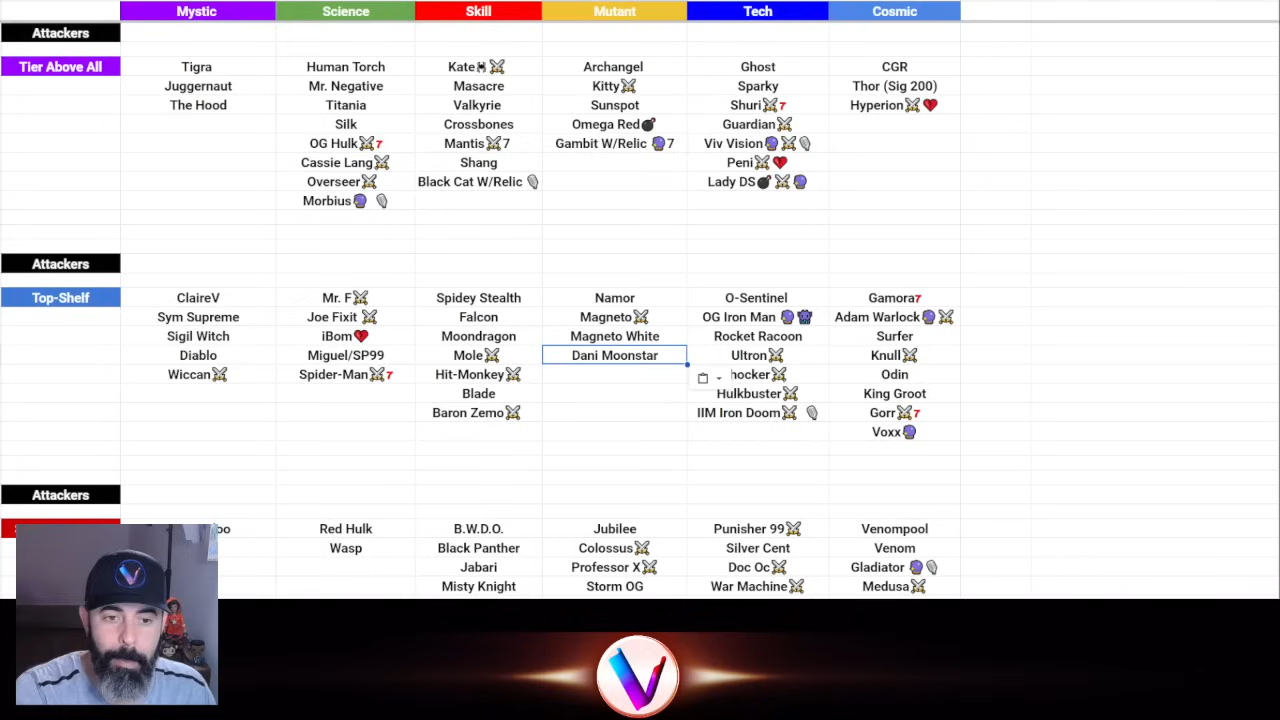 Mystic Science Skill Mutant Tech Cosmic
Attackers
Tier Above All Tigra Human Torch Kate Archangel Ghost CGR
Juggernaut Mr. Negative Masacre Kitty Sparky Thor (Sig 200)
The Hood Titania Valkyrie Sunspot Shuri 7 Hyperion
Silk Crossbones Omega Red Guardian
OG Hulk 7 Mantis 7 Gambit W/Relic 7 Viv Vision
Cassie Lang Shang Peni
Overseer Black Cat W/Relic Lady DS
Morbius
Attackers
Top-Shelf ClaireV Mr. F Spidey Stealth Namor O-Sentinel Gamora 7
Sym Supreme Joe Fixit Falcon Magneto OG Iron Man Adam Warlock
Sigil Witch iBom Moondragon Magneto White Rocket Racoon Surfer
Diablo Miguel/SP99 Mole Dani Moonstar Ultron Knull
Wiccan Spider-Man 7 Hit-Monkey hocker Odin
Blade Hulkbuster King Groot
Baron Zemo IIM Iron Doom Gorr 7
Voxx
Attackers
oo Red Hulk B.W.D.O. Jubilee Punisher 99 Venompool
Wasp Black Panther Colossus Silver Cent Venom
Jabari Professor X Doc Oc Gladiator
Misty Knight Storm OG War Machine Medusa